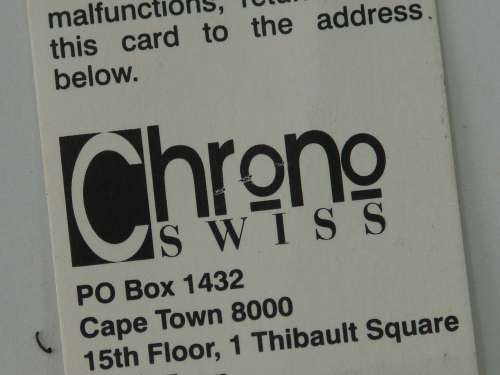 malfunctions,
this card to the address
below.
Chrono
SWISS
PO Box 1432
Cape Town 8000
15th Floor, 1 Thibault Square